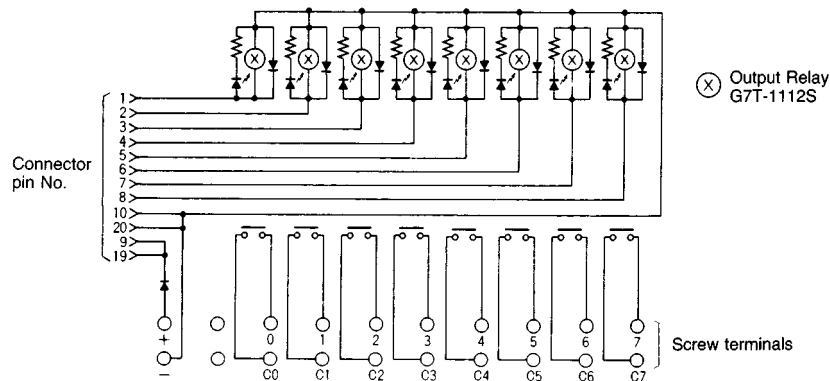 X X X X X X X X
X Output Relay
G7T-1112S
Connector
pin No.
1
2
3
4
5
6
7
8
10
20
9
19
+ 0 1 2 3 4 5 6 7
Screw terminals
− C0 C1 C2 C3 C4 C5 C6 C7